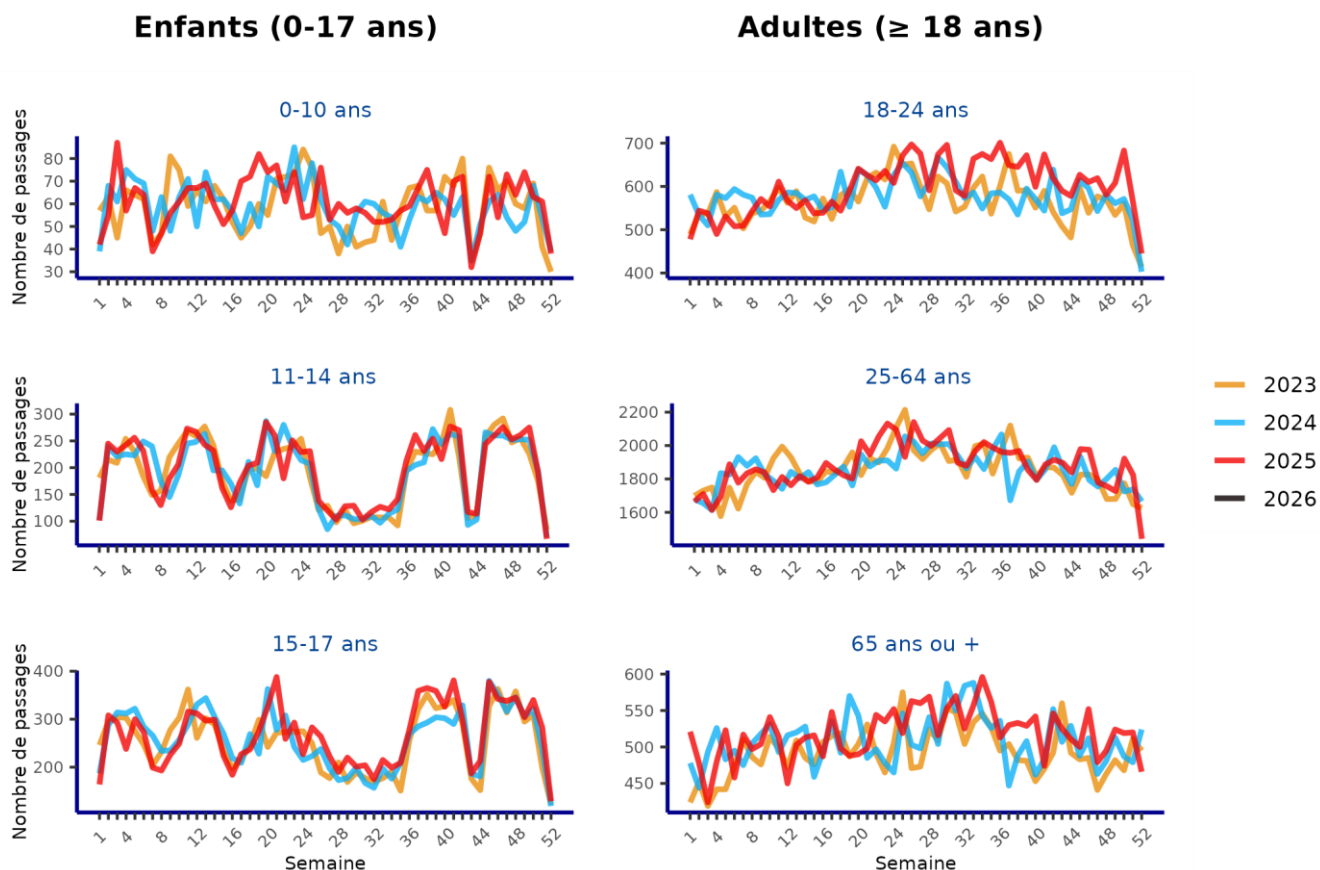 Enfants (0-17 ans)
Adultes (≥ 18 ans)
0-10 ans
Nombre de passages
80
70
60
50
40
30
1 4 8 12 16 20 24 28 32 36 40 44 48 52
18-24 ans
700
600
500
400
1 4 8 12 16 20 24 28 32 36 40 44 48 52
11-14 ans
Nombre de passages
300
250
200
150
100
1 4 8 12 16 20 24 28 32 36 40 44 48 52
25-64 ans
2200
2000
1800
1600
1 4 8 12 16 20 24 28 32 36 40 44 48 52
2023
2024
2025
2026
15-17 ans
Nombre de passages
400
300
200
1 4 8 12 16 20 24 28 32 36 40 44 48 52
Semaine
65 ans ou +
600
550
500
450
1 4 8 12 16 20 24 28 32 36 40 44 48 52
Semaine